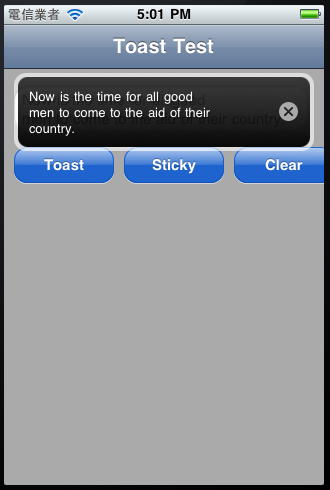 電信業者 5:01 PM
Toast Test
Now is the time for all good
men to come to the aid of their
country.
Toast Sticky Clear